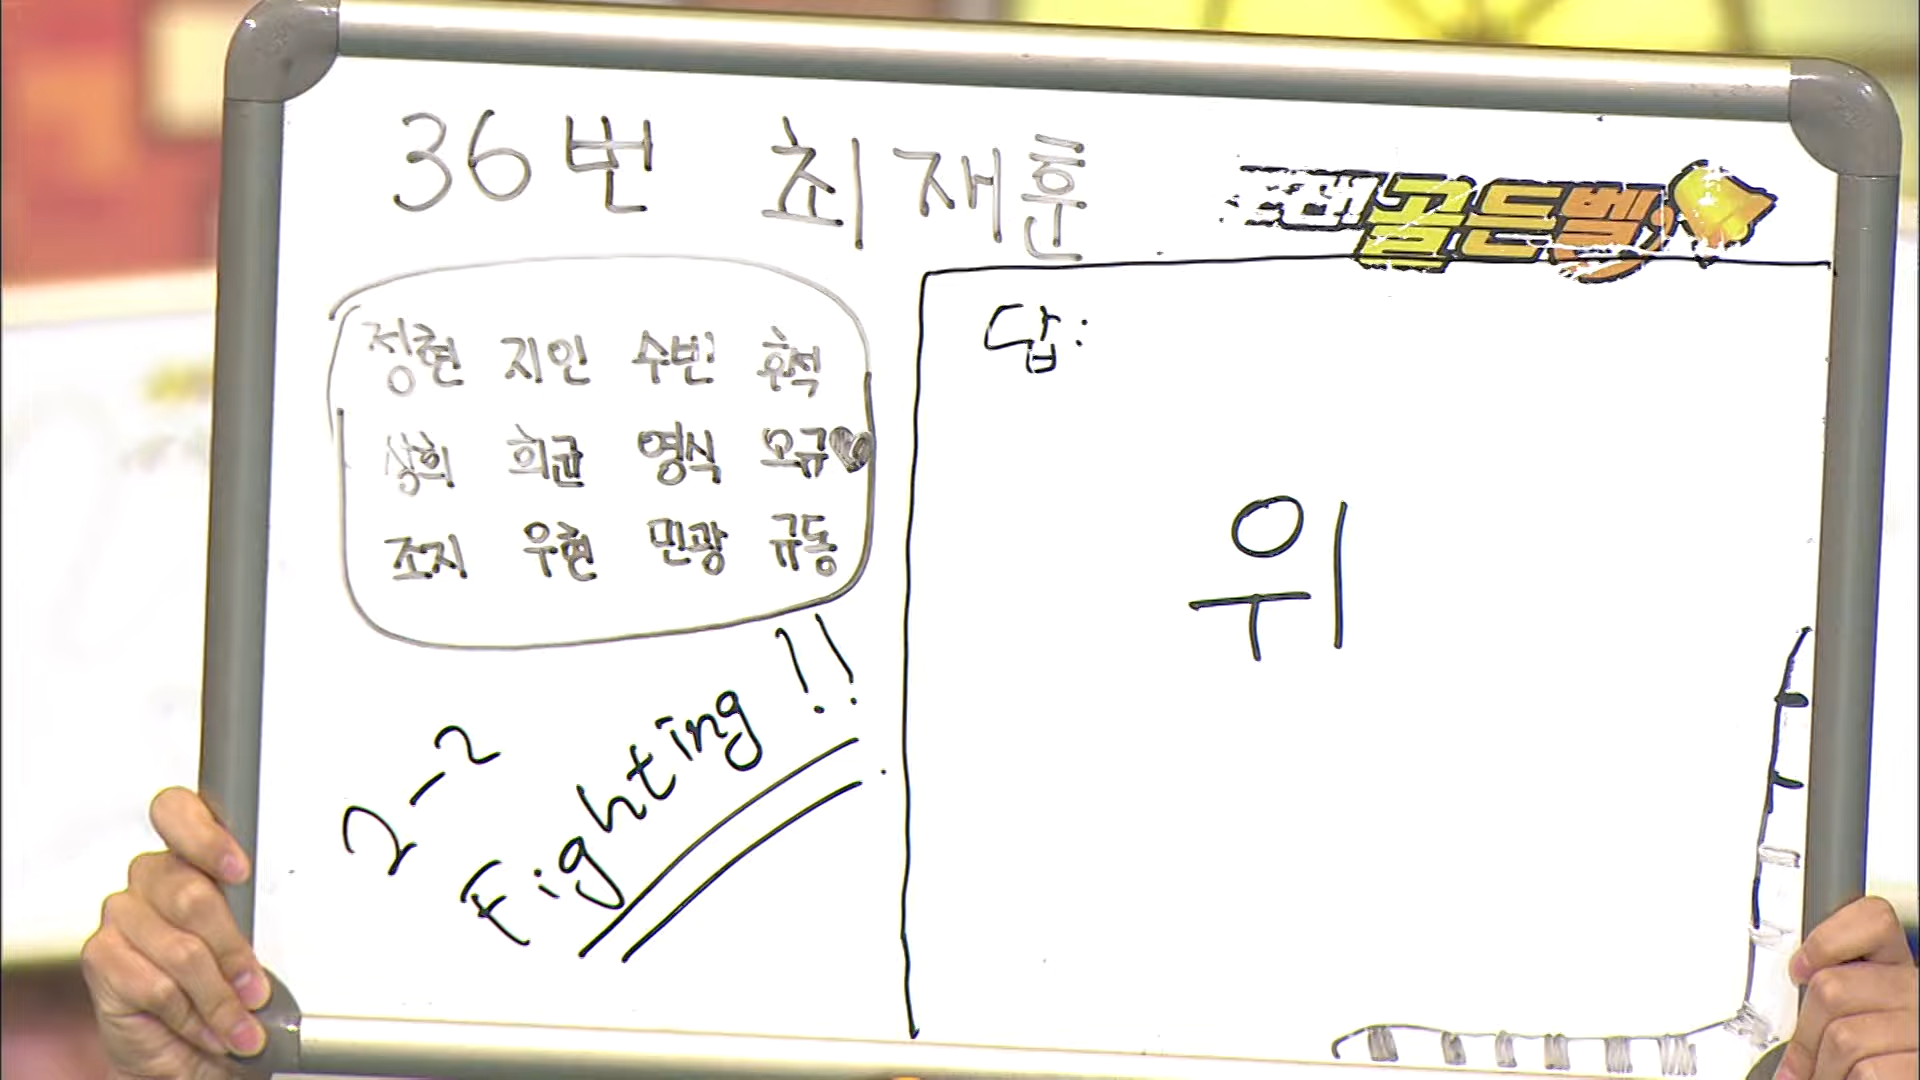 36번 최재훈
골든벨
정현 지인 수빈 후석
상희 희균 영식 오규
조지 우현 민광 규동
2-2
Fighting!!
답:
위